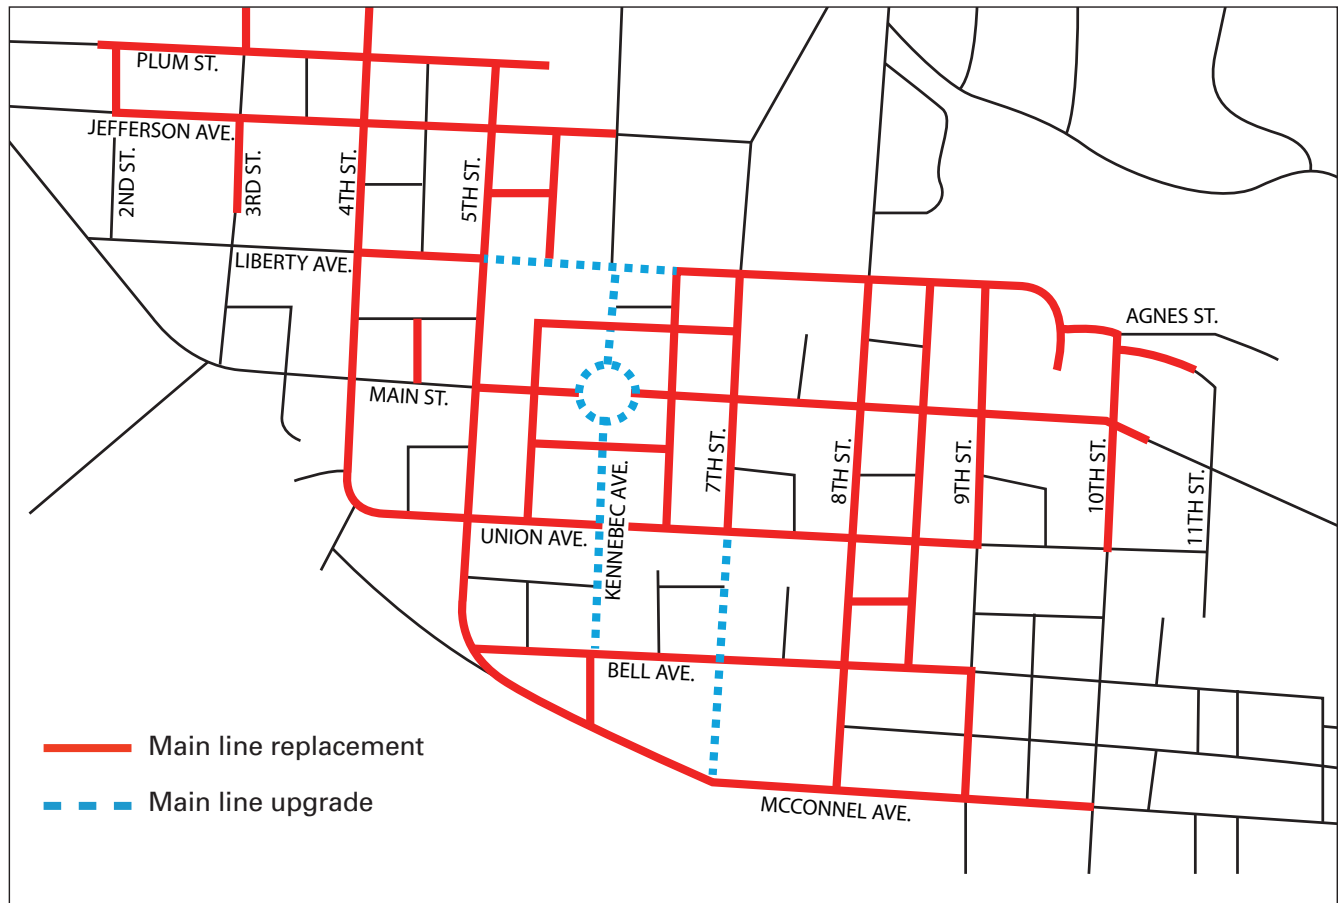 PLUM ST.
JEFFERSON AVE.
2ND ST.
3RD ST.
4TH ST.
5TH ST.
LIBERTY AVE.
AGNES ST.
MAIN ST.
7TH ST.
8TH ST.
9TH ST.
10TH ST.
11TH ST.
UNION AVE.
KENNEBEC AVE.
BELL AVE.
Main line replacement
Main line upgrade
MCCONNEL AVE.